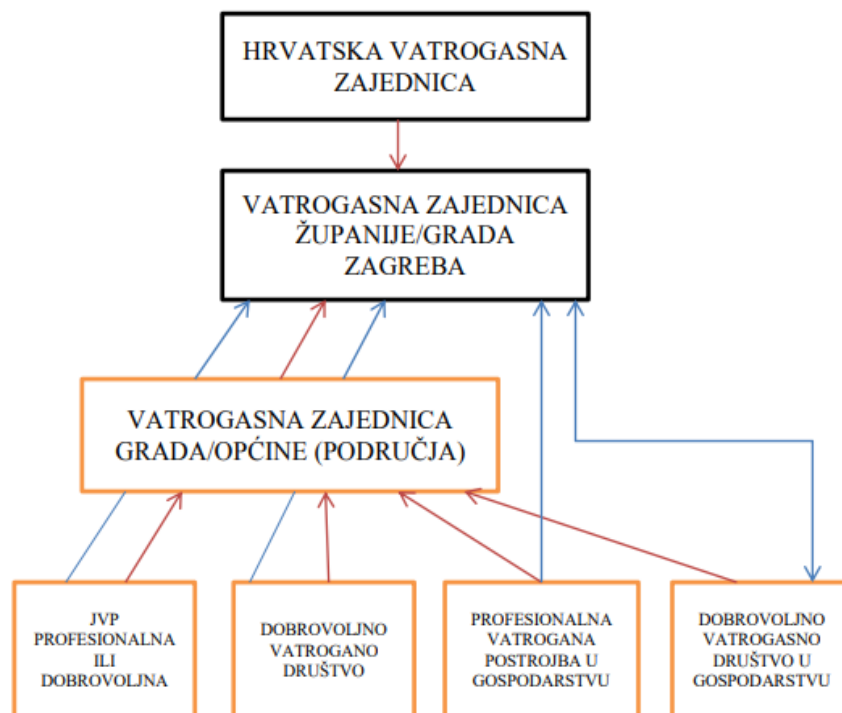 HRVATSKA VATROGASNA
ZAJEDNICA
VATROGASNA ZAJEDNICA
ŽUPANIJE/GRADA
ZAGREBA
VATROGASNA ZAJEDNICA
GRADA/OPĆINE (PODRUČJA)
JVP
PROFESIONALNA
ILI
DOBROVOLJNA
DOBROVOLJNO
VATROGANO
DRUŠTVO
PROFESIONALNA
VATROGANA
POSTROJBA U
GOSPODARSTVU
DOBROVOLJNO
VATROGASNO
DRUŠTVO U
GOSPODARSTVU